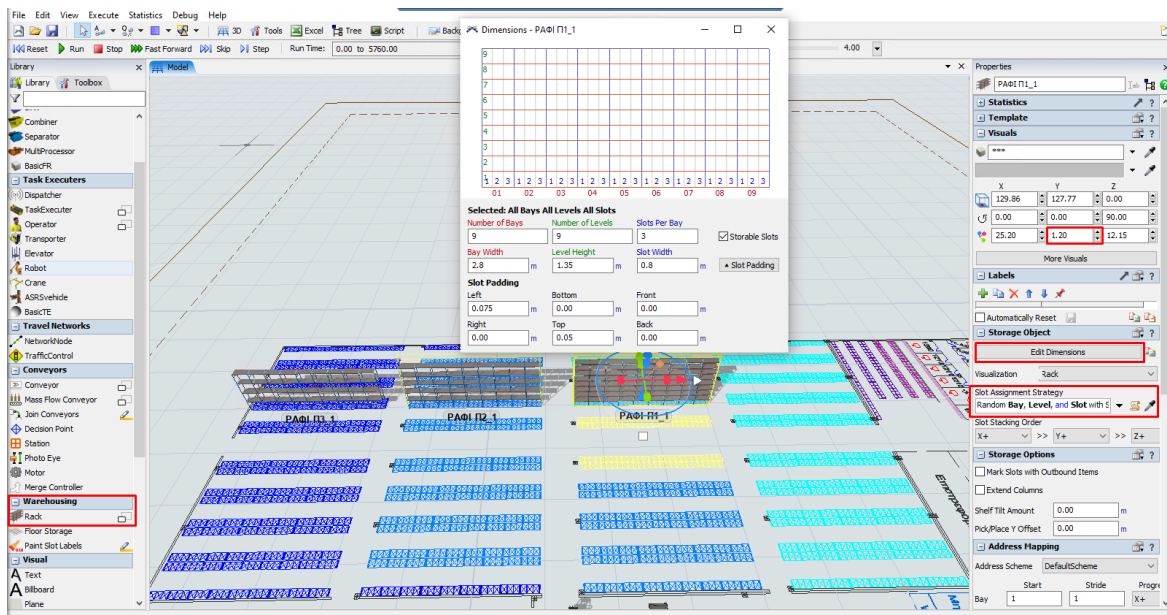 File Edit View Execute Statistics Debug Help
3D Tools Excel Tree Script
Reset Run Stop Fast Forward Skip Step Run Time: 0.00 to 5760.00 4.00
Library
Library Toolbox
Combiner
Separator
MultiProcessor
BasicFR
Task Executers
Dispatcher
TaskExecuter
Operator
Transporter
Elevator
Robot
Crane
ASRSvehicle
BasicTE
Travel Networks
NetworkNode
TrafficControl
Conveyors
Conveyor
Mass Flow Conveyor
Join Conveyors
Decision Point
Station
Photo Eye
Motor
Merge Controller
Warehousing
Rack
Floor Storage
Paint Slot Labels
Visual
Text
Billboard
Plane
Model
РАФІ П3_1
РАФІ П2_1
РАФІ П1_1
Dimensions - РАФІ П1_1
9
8
7
6
5
4
3
2
1
1 2 3 1 2 3 1 2 3 1 2 3 1 2 3 1 2 3 1 2 3 1 2 3 1 2 3
01 02 03 04 05 06 07 08 09
Selected: All Bays All Levels All Slots
Number of Bays Number of Levels Slots Per Bay
9 9 3 Storable Slots
Bay Width Level Height Slot Width
2.8 m 1.35 m 0.8 m Slot Padding
Slot Padding
Left Bottom Front
0.075 m 0.00 m 0.00 m
Right Top Back
0.00 m 0.05 m 0.00 m
Properties
РАФІ П1_1
Statistics
Template
Visuals
***
X Y Z
129.86 127.77 0.00
0.00 0.00 90.00
25.20 1.20 12.15
More Visuals
Labels
Automatically Reset
Storage Object
Edit Dimensions
Visualization Rack
Slot Assignment Strategy
Random Bay, Level, and Slot with S
Slot Stacking Order
X+ >> Y+ >> Z+
Storage Options
Mark Slots with Outbound Items
Extend Columns
Shelf Tilt Amount 0.00 m
Pick/Place Y Offset 0.00 m
Address Mapping
Address Scheme DefaultScheme
Start Stride
Bay 1 1 X+